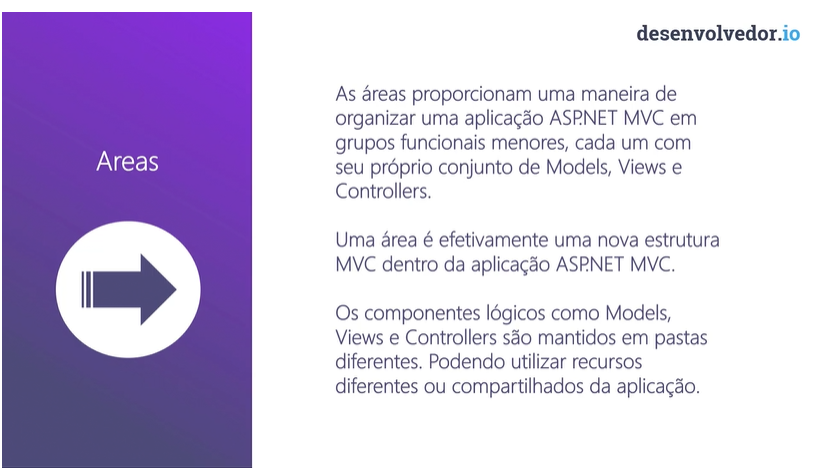 desenvolvedor.io
Areas
As áreas proporcionam uma maneira de
organizar uma aplicação ASP.NET MVC em
grupos funcionais menores, cada um com
seu próprio conjunto de Models, Views e
Controllers.
Uma área é efetivamente uma nova estrutura
MVC dentro da aplicação ASP.NET MVC.
Os componentes lógicos como Models,
Views e Controllers são mantidos em pastas
diferentes. Podendo utilizar recursos
diferentes ou compartilhados da aplicação.